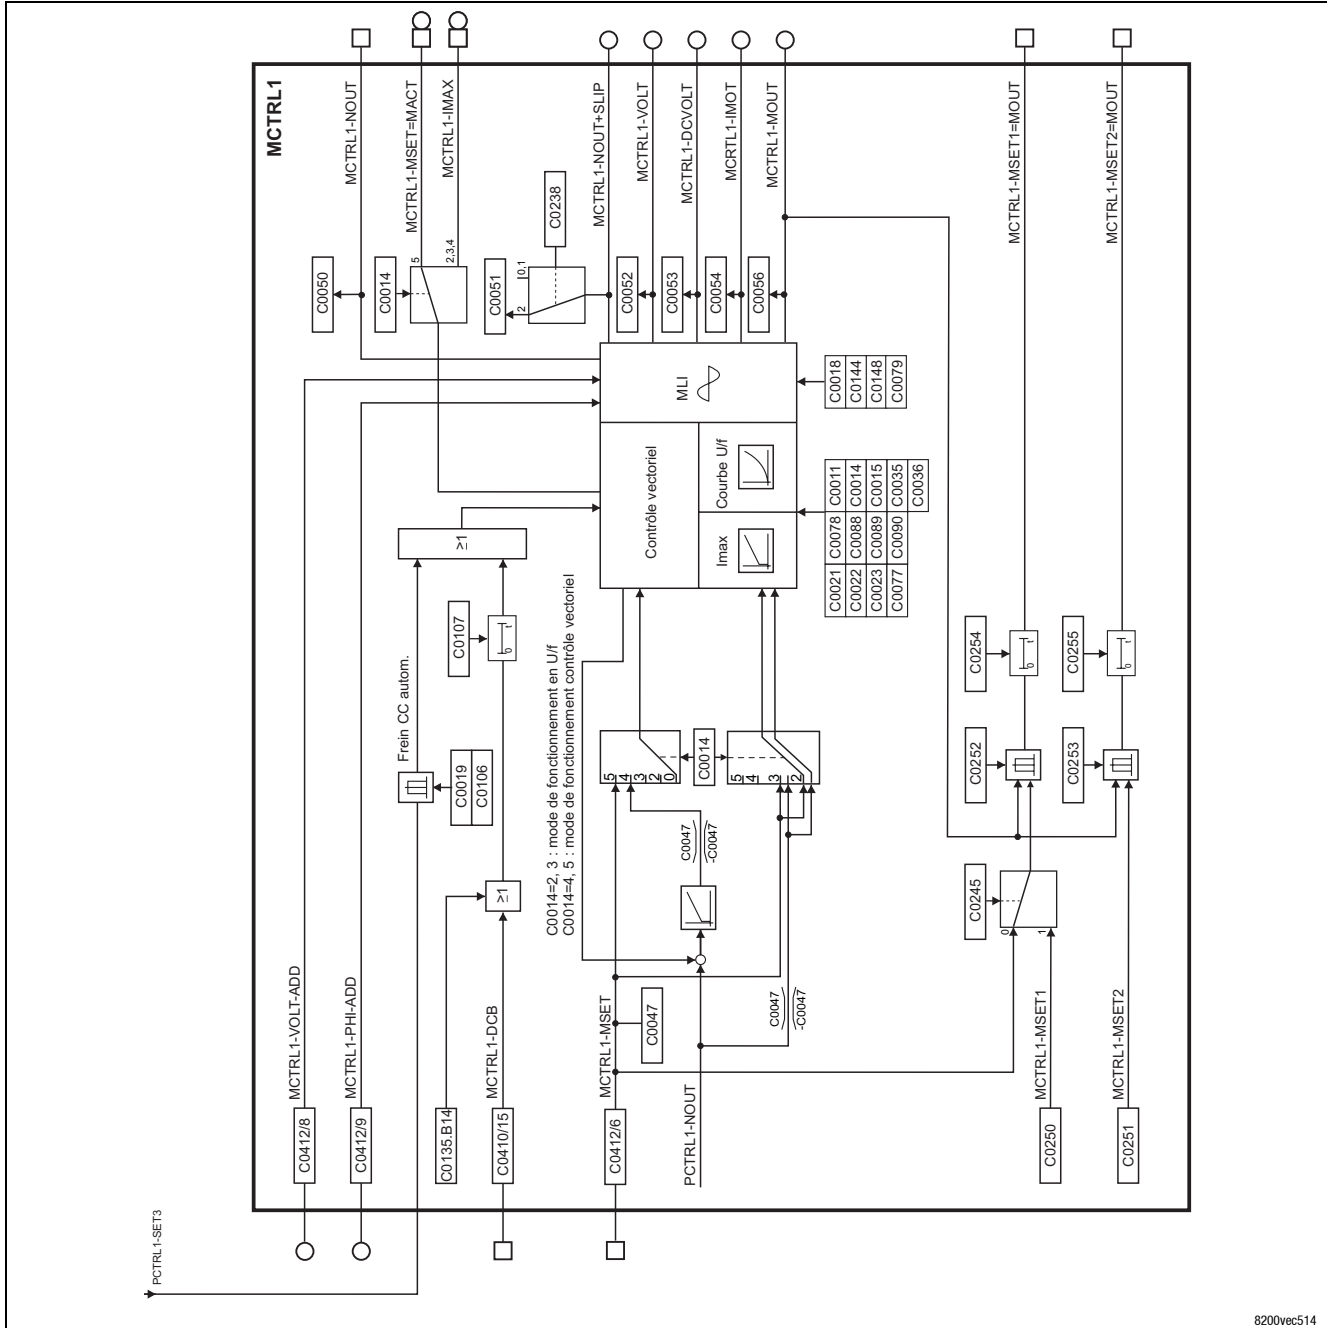 MCTRL1
MCTRL1-NOUT
MCTRL1-MSET=MACT
MCTRL1-IMAX
MCTRL1-NOUT+SLIP
MCTRL1-VOLT
MCTRL1-DCVOLT
MCRTL1-IMOT
MCTRL1-MOUT
MCTRL1-MSET1=MOUT
MCTRL1-MSET2=MOUT
C0050
C0014
5
2,3,4
C0051
C0238
2
0,1
C0052
C0053
C0054
C0056
MLI
Contrôle vectoriel
Imax
Courbe U/f
C0018
C0144
C0148
C0079
C0021 C0078 C0011
C0022 C0088 C0014
C0023 C0089 C0015
C0077 C0090 C0035
C0036
≥1
Frein CC autom.
C0107
0 t
C0019
C0106
≥1
C0014=2, 3 : mode de fonctionnement en U/f
C0014=4, 5 : mode de fonctionnement contrôle vectoriel
5
4
3
2
0
C0014
5
4
3
2
C0047
-C0047
C0047
-C0047
C0047
C0254
0 t
C0255
0 t
C0252
C0253
C0245
0
1
MCTRL1-VOLT-ADD
C0412/8
MCTRL1-PHI-ADD
C0412/9
C0135.B14
MCTRL1-DCB
C0410/15
MCTRL1-MSET
C0412/6
PCTRL1-NOUT
MCTRL1-MSET1
C0250
MCTRL1-MSET2
C0251
PCTRL1-SET3
8200vec514